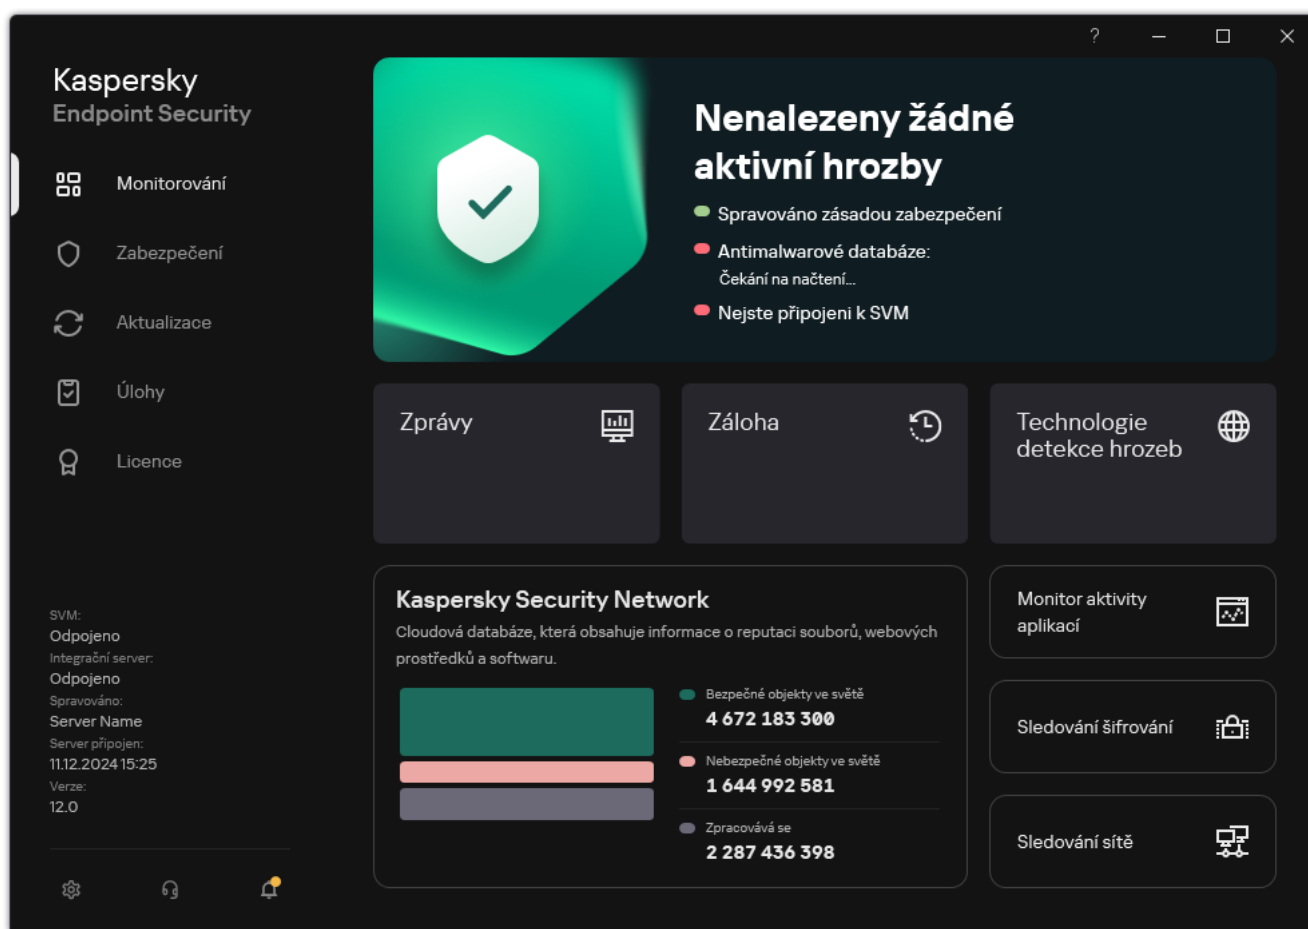 ?
Kaspersky
Endpoint Security
Monitorování
Zabezpečení
Aktualizace
Úlohy
Licence
SVM:
Odpojeno
Integrační server:
Odpojeno
Spravováno:
Server Name
Server připojen:
11.12.2024 15:25
Verze:
12.0
Nenalezeny žádné
aktivní hrozby
Spravováno zásadou zabezpečení
Antimalwarové databáze:
Čekání na načtení...
Nejste připojeni k SVM
Zprávy
Záloha
Technologie
detekce hrozeb
Kaspersky Security Network
Cloudová databáze, která obsahuje informace o reputaci souborů, webových
prostředků a softwaru.
Bezpečné objekty ve světě
4 672 183 300
Nebezpečné objekty ve světě
1 644 992 581
Zpracovává se
2 287 436 398
Monitor aktivity
aplikací
Sledování šifrování
Sledování sítě